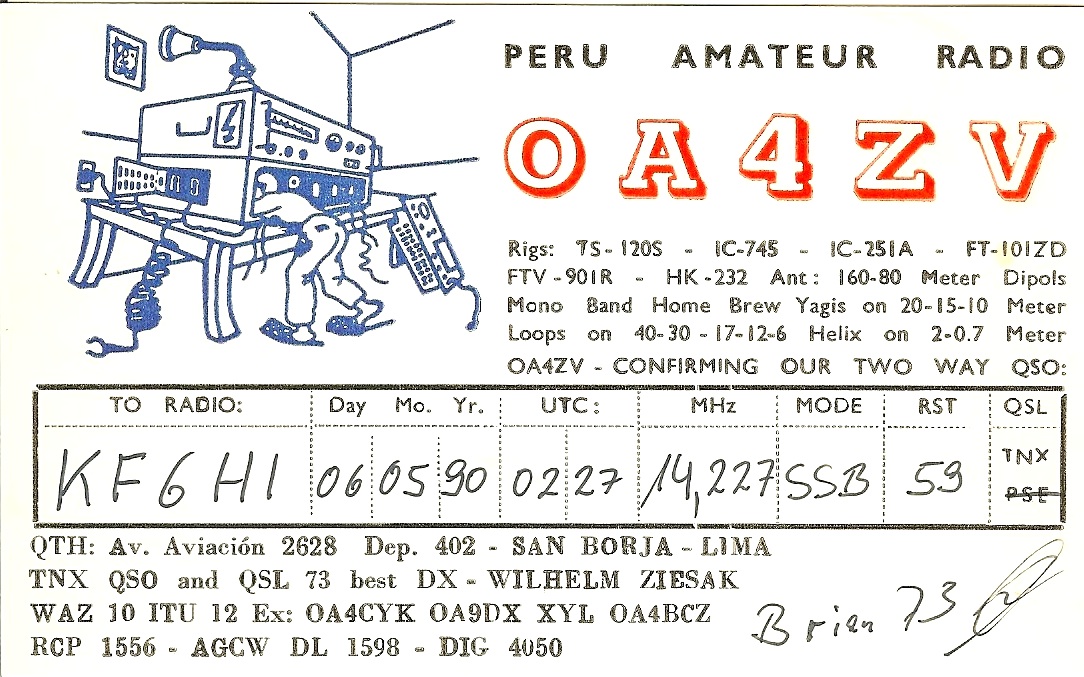 PERU AMATEUR RADIO
OA4ZV
Rigs: TS-120S - IC-745 - IC-251A - FT-101ZD
FTV-901R - HK-232 Ant: 160-80 Meter Dipols
Mono Band Home Brew Yagis on 20-15-10 Meter
Loops on 40-30-17-12-6 Helix on 2-0.7 Meter
OA4ZV - CONFIRMING OUR TWO WAY QSO:
TO RADIO: Day Mo. Yr. UTC: MHz MODE RST QSL
KF6HI 06 05 90 02 27 14,227 SSB 59 TNX
PSE
QTH: Av. Aviación 2628 Dep. 402 - SAN BORJA - LIMA
TNX QSO and QSL 73 best DX - WILHELM ZIESAK
WAZ 10 ITU 12 Ex: OA4CYK OA9DX XYL OA4BCZ
RCP 1556 - AGCW DL 1598 - DIG 4050
Brian 73